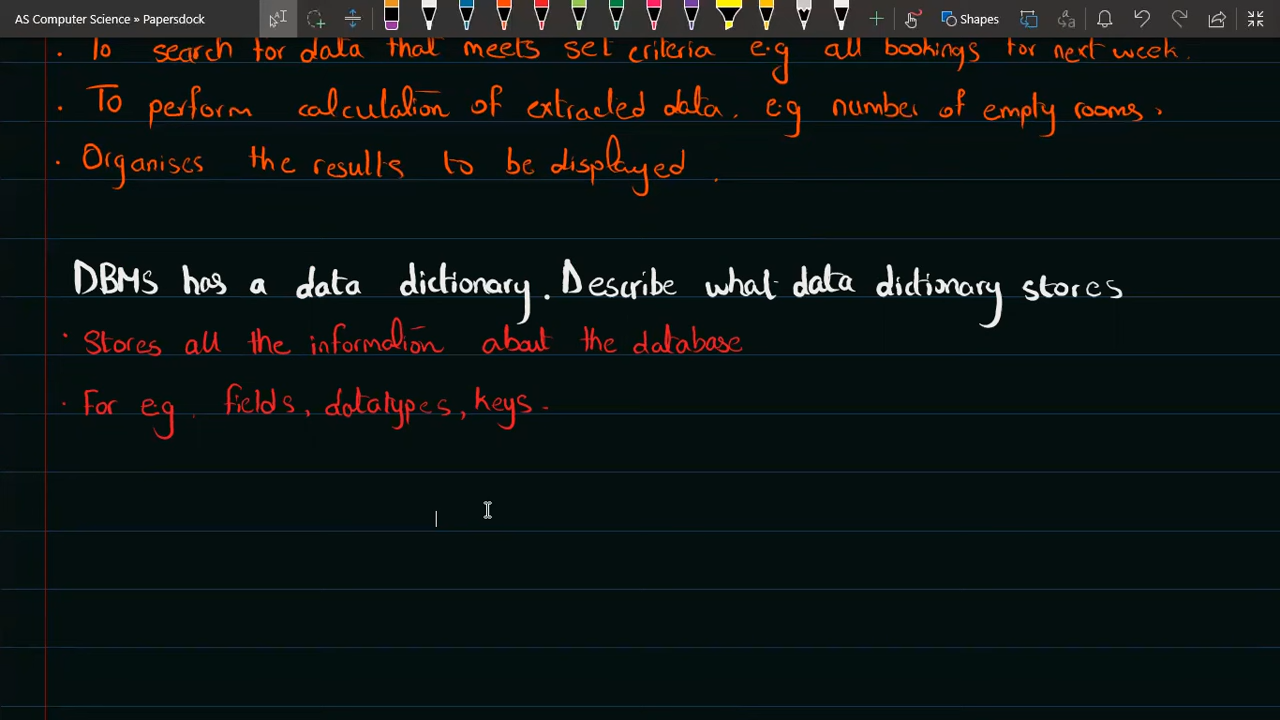 AS Computer Science » Papersdock
Shapes
. To search for data that meets set criteria e.g all bookings for next week.
. To perform calculation of extracted data. e.g number of empty rooms.
. Organises the results to be displayed.
DBMS has a data dictionary. Describe what data dictionary stores
. Stores all the information about the database
. For e.g. fields, datatypes, keys.